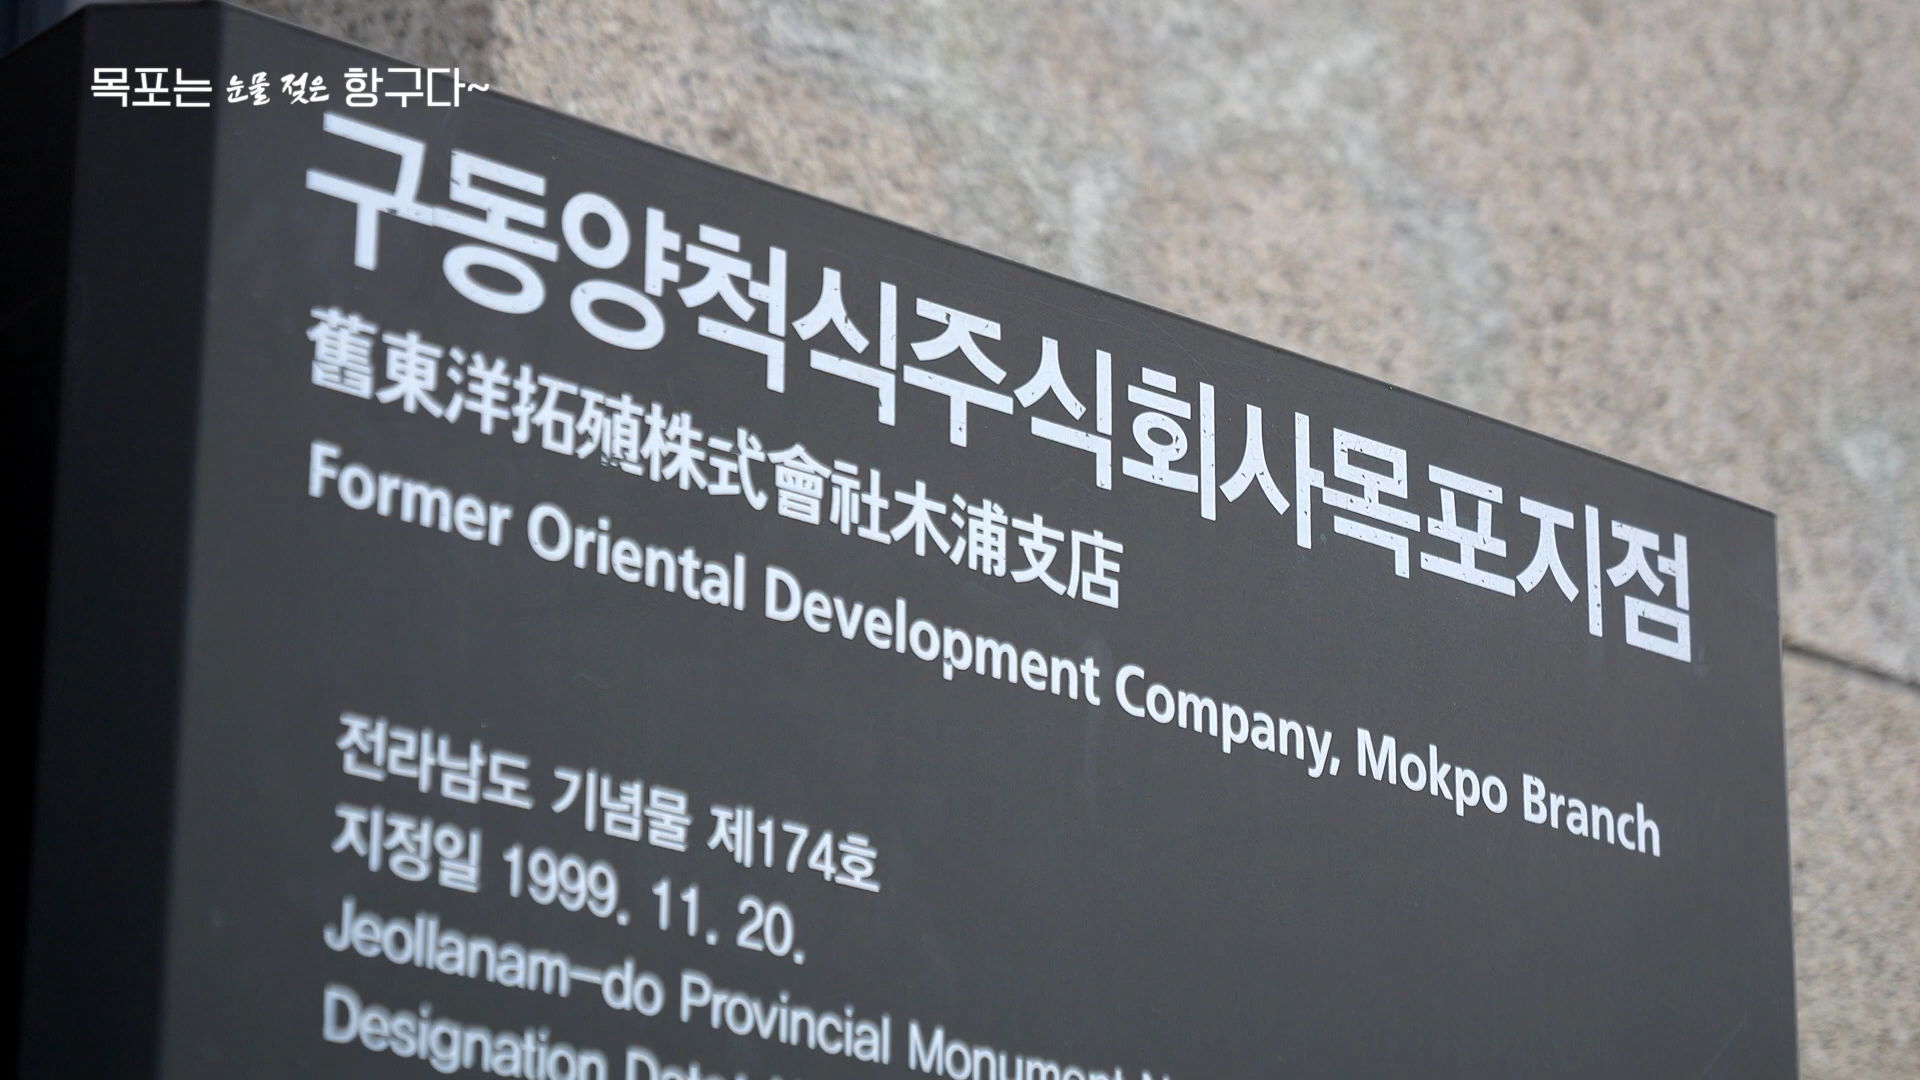 목포는 눈물 젖은 항구다~
구동양척식주식회사목포지점
舊東洋拓殖株式會社木浦支店
Former Oriental Development Company, Mokpo Branch
전라남도 기념물 제174호
지정일 1999. 11. 20.
Jeollanam-do Provincial Monument
Designation Date: